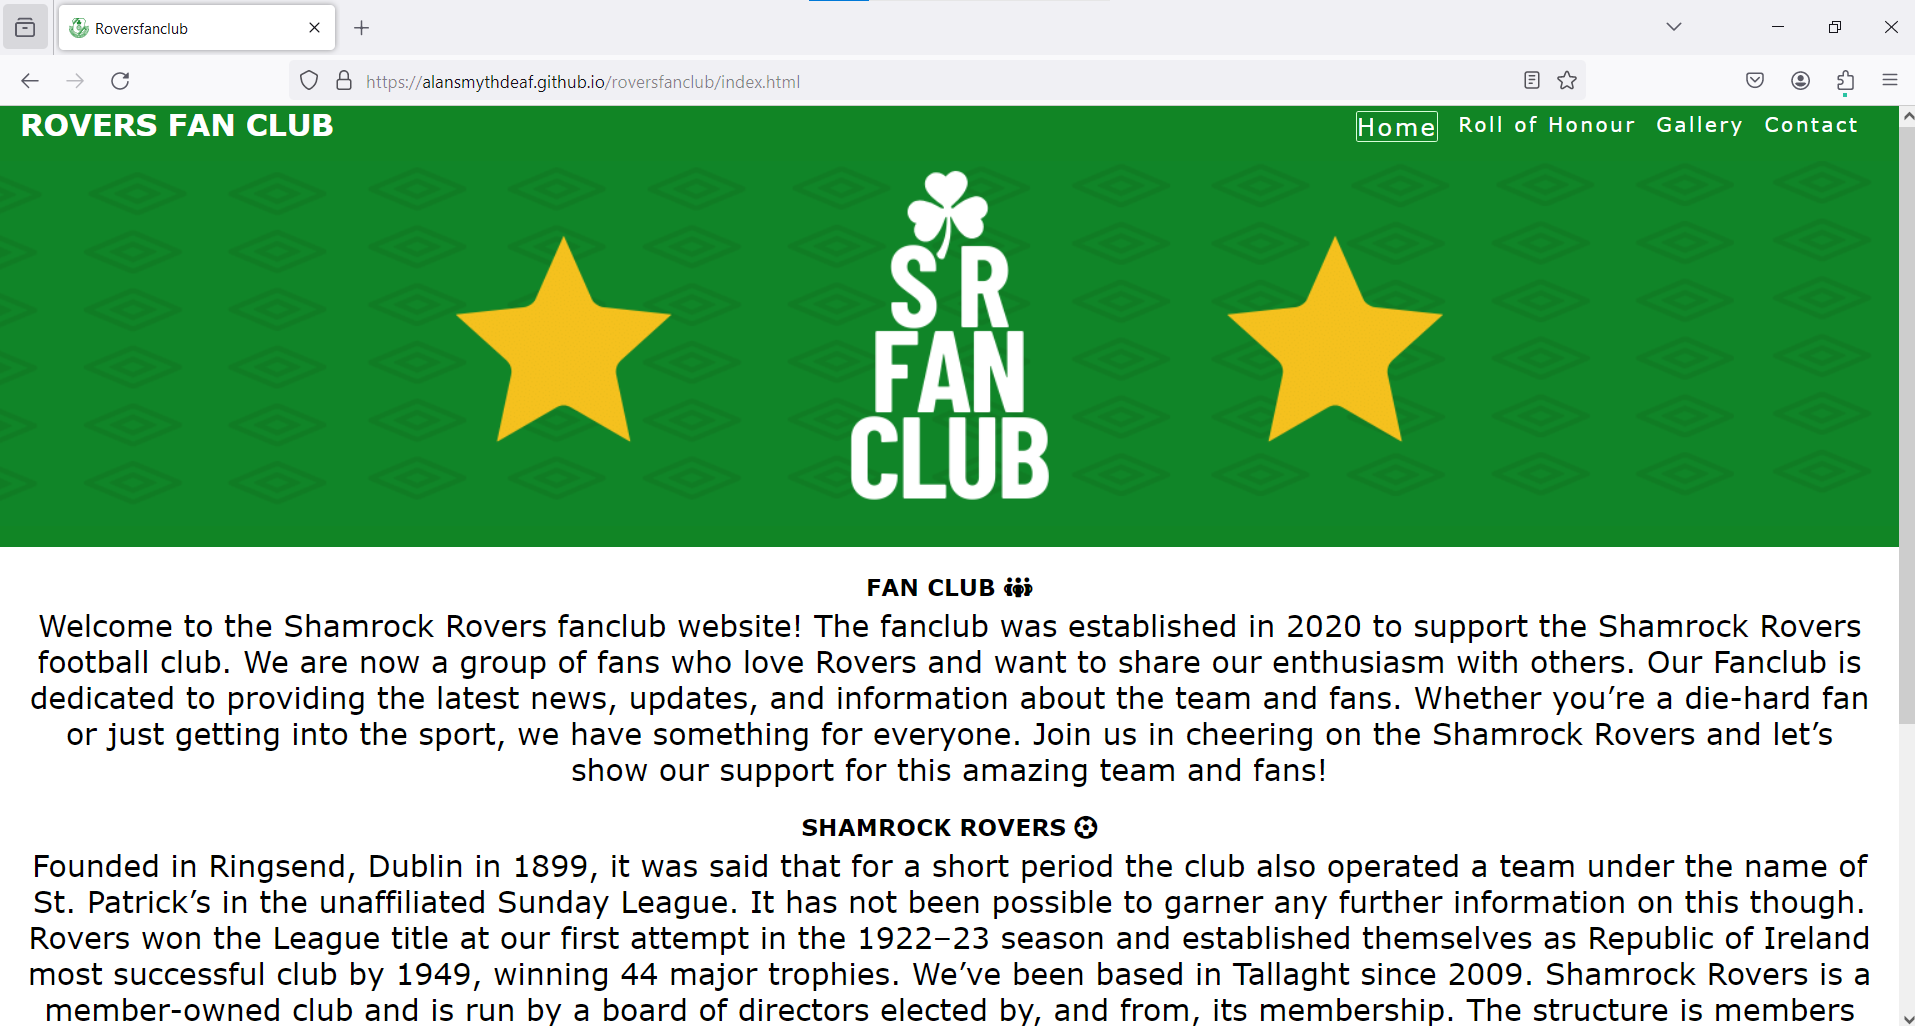 Roversfanclub
https://alansmythdeaf.github.io/roversfanclub/index.html
ROVERS FAN CLUB
Home Roll of Honour Gallery Contact
S R
FAN
CLUB
FAN CLUB
Welcome to the Shamrock Rovers fanclub website! The fanclub was established in 2020 to support the Shamrock Rovers
football club. We are now a group of fans who love Rovers and want to share our enthusiasm with others. Our Fanclub is
dedicated to providing the latest news, updates, and information about the team and fans. Whether you’re a die-hard fan
or just getting into the sport, we have something for everyone. Join us in cheering on the Shamrock Rovers and let’s
show our support for this amazing team and fans!
SHAMROCK ROVERS
Founded in Ringsend, Dublin in 1899, it was said that for a short period the club also operated a team under the name of
St. Patrick’s in the unaffiliated Sunday League. It has not been possible to garner any further information on this though.
Rovers won the League title at our first attempt in the 1922–23 season and established themselves as Republic of Ireland
most successful club by 1949, winning 44 major trophies. We’ve been based in Tallaght since 2009. Shamrock Rovers is a
member-owned club and is run by a board of directors elected by, and from, its membership. The structure is members